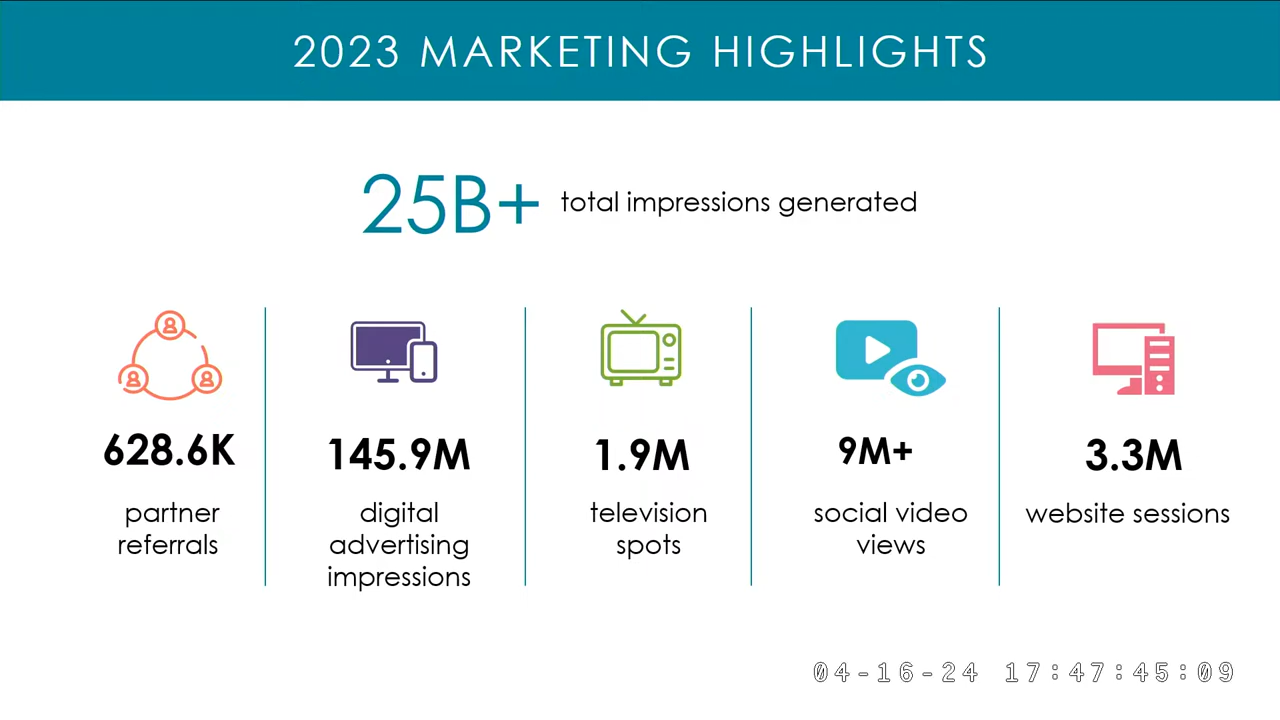 2023 MARKETING HIGHLIGHTS
25B+ total impressions generated
628.6K
partner
referrals
145.9M
digital
advertising
impressions
1.9M
television
spots
9M+
social video
views
3.3M
website sessions
04-16-24 17:47:45:09